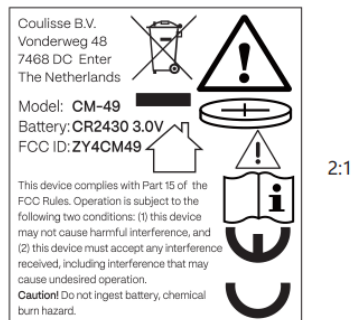 Coulisse B.V.
Vonderweg 48
7468 DC Enter
The Netherlands
Model: CM-49
Battery: CR2430 3.0V
FCC ID: ZY4CM49
This device complies with Part 15 of the
FCC Rules. Operation is subject to the
following two conditions: (1) this device
may not cause harmful interference, and
(2) this device must accept any interference
received, including interference that may
cause undesired operation.
Caution! Do not ingest battery, chemical
burn hazard.
2:1